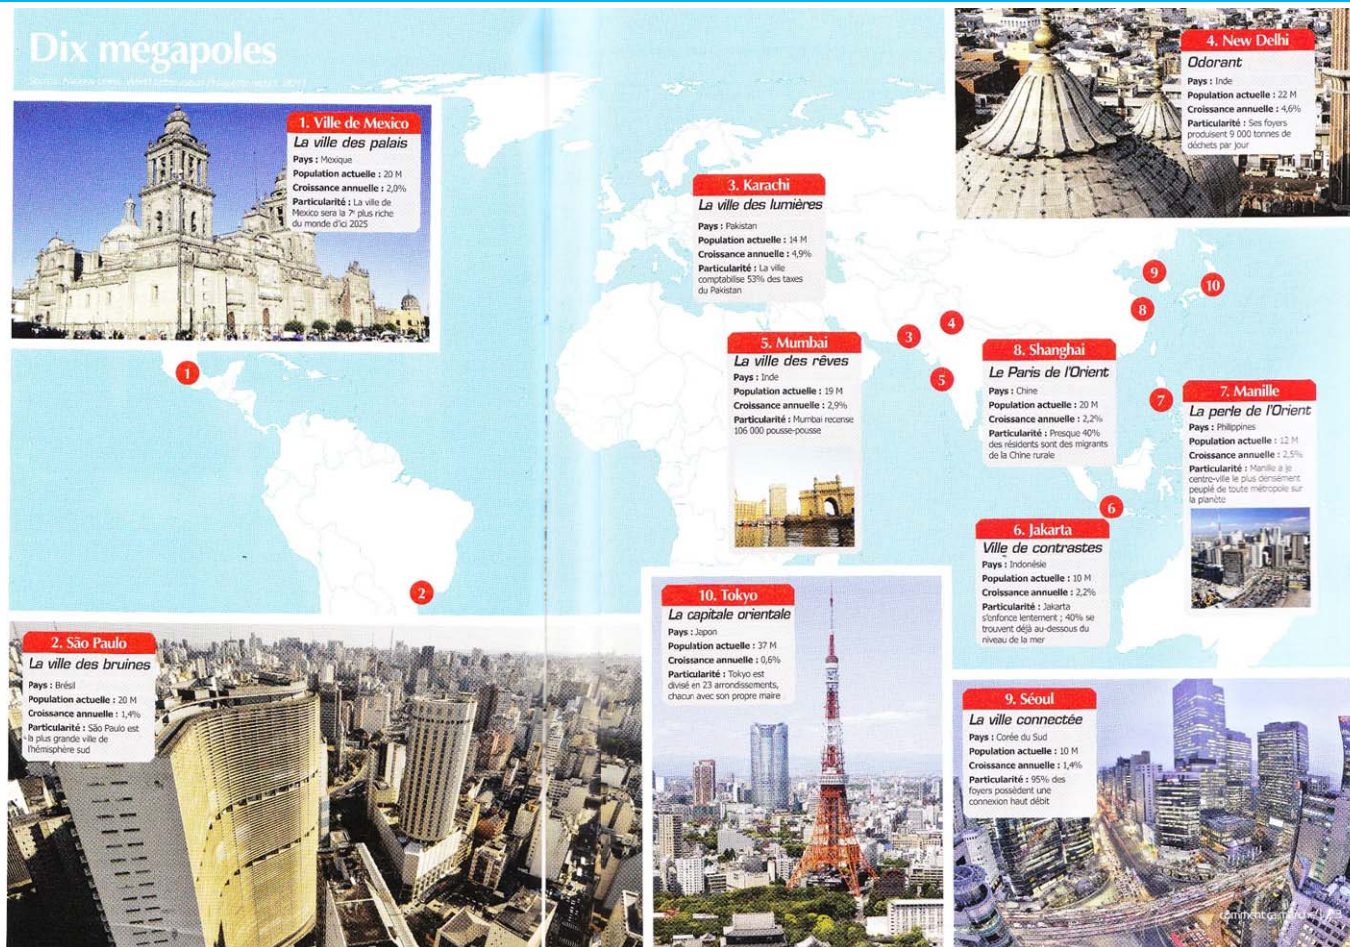 Dix mégapoles
1. Ville de Mexico
La ville des palais
Pays : Mexique
Population actuelle : 20 M
Croissance annuelle : 2,0%
Particularité : La ville de
Mexico sera la 7e plus riche
du monde d'ici 2025
2. São Paulo
La ville des bruines
Pays : Brésil
Population actuelle : 20 M
Croissance annuelle : 1,4%
Particularité : São Paulo est
la plus grande ville de
l'hémisphère sud
3. Karachi
La ville des lumières
Pays : Pakistan
Population actuelle : 14 M
Croissance annuelle : 4,9%
Particularité : La ville
comptabilise 53% des taxes
du Pakistan
4. New Delhi
Odorant
Pays : Inde
Population actuelle : 22 M
Croissance annuelle : 4,6%
Particularité : Ses foyers
produisent 9 000 tonnes de
déchets par jour
5. Mumbai
La ville des rêves
Pays : Inde
Population actuelle : 19 M
Croissance annuelle : 2,9%
Particularité : Mumbai recense
106 000 pousse-pousse
8. Shanghai
Le Paris de l'Orient
Pays : Chine
Population actuelle : 20 M
Croissance annuelle : 2,2%
Particularité : Presque 40%
des résidents sont des migrants
de la Chine rurale
7. Manille
La perle de l'Orient
Pays : Philippines
Population actuelle : 12 M
Croissance annuelle : 2,5%
Particularité : Manille a le
centre-ville le plus densément
peuplé de toute métropole sur
la planète
6. Jakarta
Ville de contrastes
Pays : Indonésie
Population actuelle : 10 M
Croissance annuelle : 2,2%
Particularité : Jakarta
s'enfonce lentement ; 40% se
trouvent déjà au-dessous du
niveau de la mer
10. Tokyo
La capitale orientale
Pays : Japon
Population actuelle : 37 M
Croissance annuelle : 0,6%
Particularité : Tokyo est
divisé en 23 arrondissements,
chacun avec son propre maire
9. Séoul
La ville connectée
Pays : Corée du Sud
Population actuelle : 10 M
Croissance annuelle : 1,4%
Particularité : 95% des
foyers possèdent une
connexion haut débit
1
2
3
4
5
6
7
8
9
10
comment ça marche